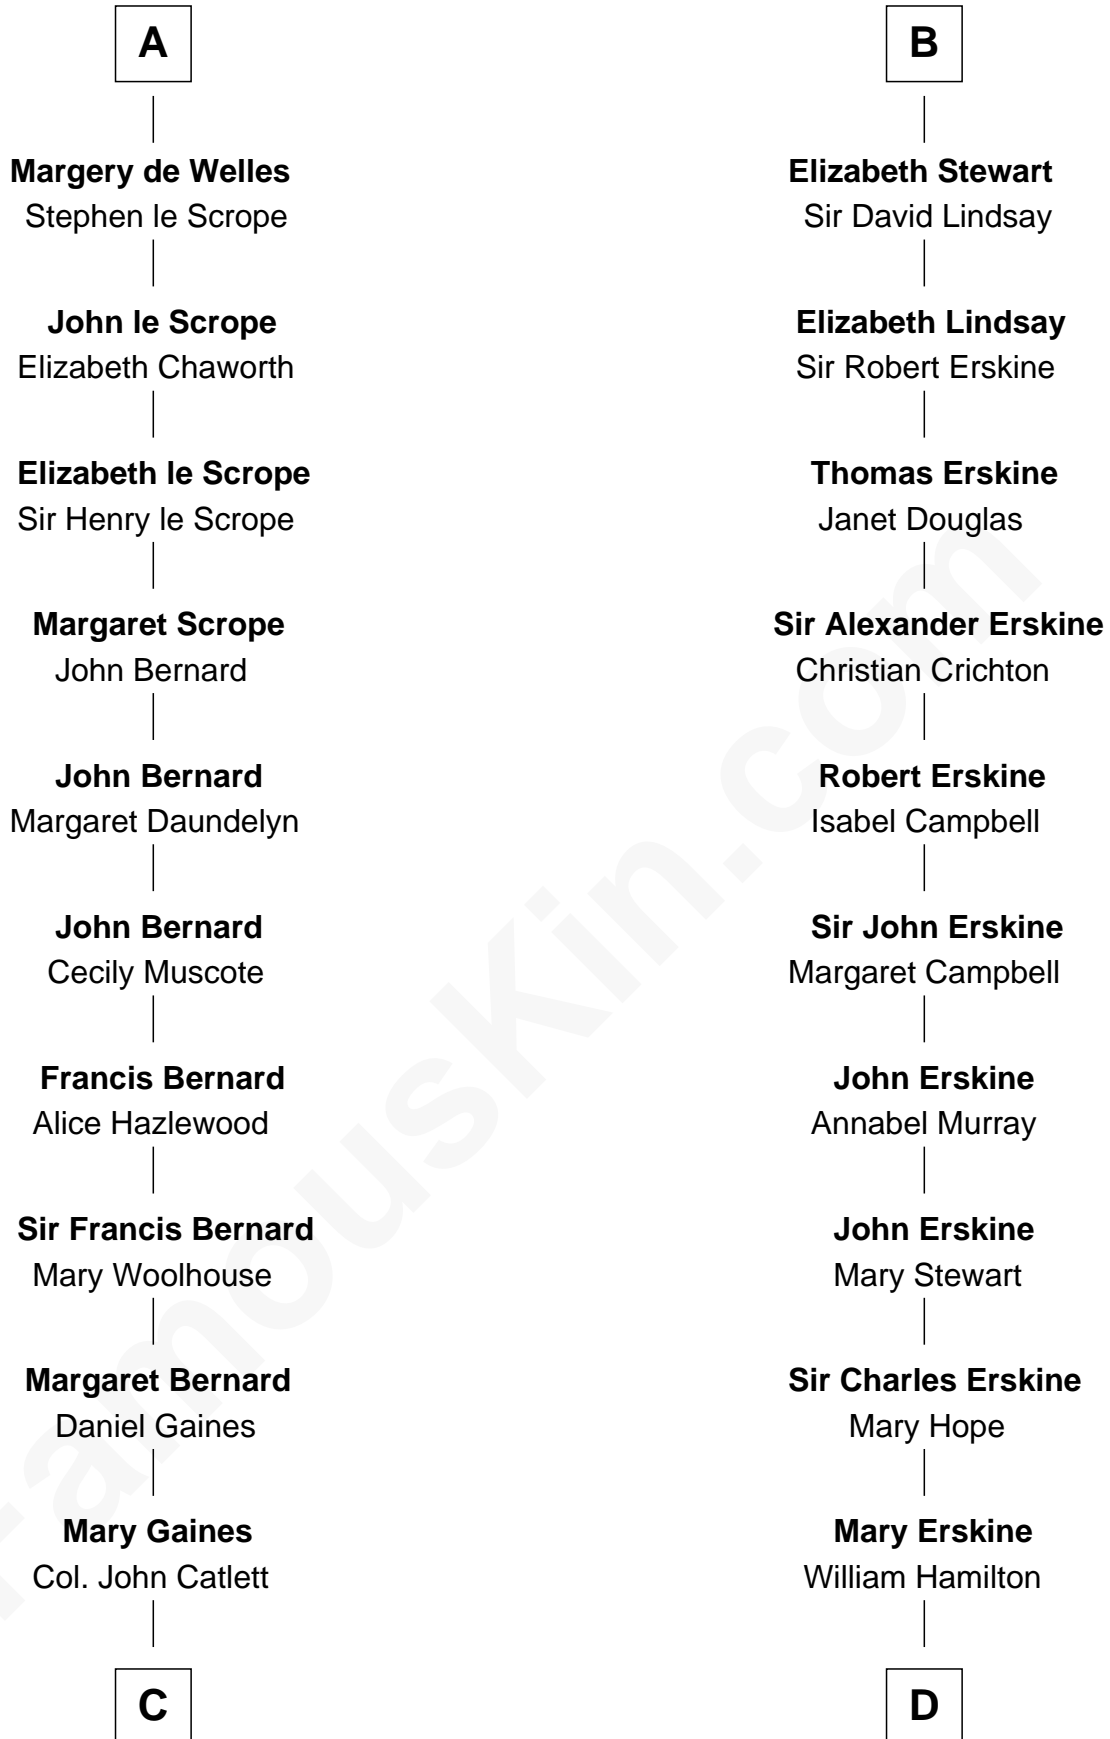 A
Margery de Welles
Stephen le Scrope
John le Scrope
Elizabeth Chaworth
Elizabeth le Scrope
Sir Henry le Scrope
Margaret Scrope
John Bernard
John Bernard
Margaret Daundelyn
John Bernard
Cecily Muscote
Francis Bernard
Alice Hazlewood
Sir Francis Bernard
Mary Woolhouse
Margaret Bernard
Daniel Gaines
Mary Gaines
Col. John Catlett
C
B
Elizabeth Stewart
Sir David Lindsay
Elizabeth Lindsay
Sir Robert Erskine
Thomas Erskine
Janet Douglas
Sir Alexander Erskine
Christian Crichton
Robert Erskine
Isabel Campbell
Sir John Erskine
Margaret Campbell
John Erskine
Annabel Murray
John Erskine
Mary Stewart
Sir Charles Erskine
Mary Hope
Mary Erskine
William Hamilton
D
FamousKin.com